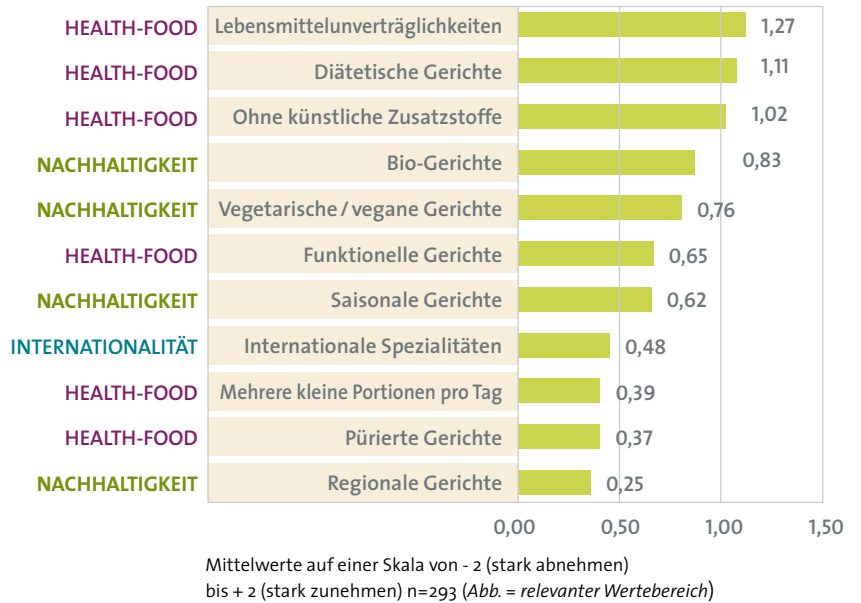 HEALTH-FOOD Lebensmittelunverträglichkeiten 1,27
HEALTH-FOOD Diätetische Gerichte 1,11
HEALTH-FOOD Ohne künstliche Zusatzstoffe 1,02
NACHHALTIGKEIT Bio-Gerichte 0,83
NACHHALTIGKEIT Vegetarische / vegane Gerichte 0,76
HEALTH-FOOD Funktionelle Gerichte 0,65
NACHHALTIGKEIT Saisonale Gerichte 0,62
INTERNATIONALITÄT Internationale Spezialitäten 0,48
HEALTH-FOOD Mehrere kleine Portionen pro Tag 0,39
HEALTH-FOOD Pürierte Gerichte 0,37
NACHHALTIGKEIT Regionale Gerichte 0,25
0,00 0,50 1,00 1,50
Mittelwerte auf einer Skala von - 2 (stark abnehmen)
bis + 2 (stark zunehmen) n=293 (Abb. = relevanter Wertebereich)